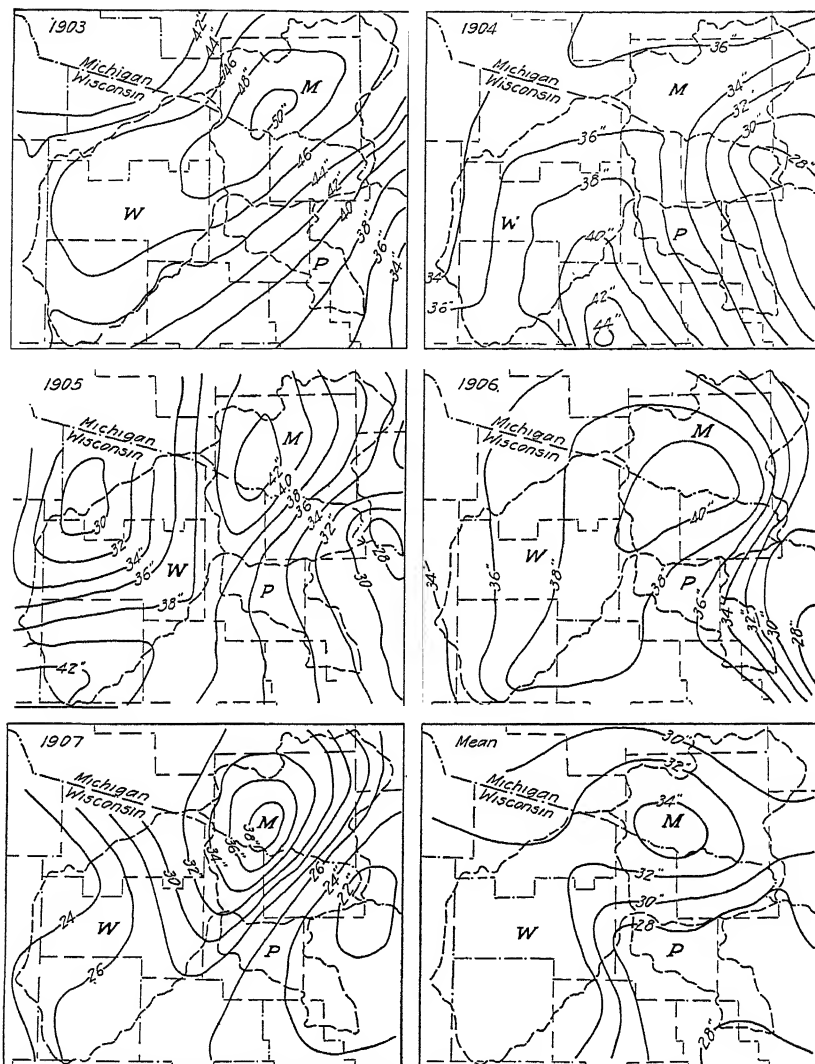 1903
42"
44"
46
48"
50"
M
Michigan
Wisconsin
46
44"
42"
40
38"
36"
34"
W
P
1904
36"
M
34"
32"
30"
28"
Michigan
Wisconsin
36"
38"
W
P
40"
34
36"
42"
44"
1905
Michigan
Wisconsin
M
42"
40
38"
36"
34"
32"
28"
30
30"
32"
34"
36"
38"
W
P
42"
1906
Michigan
Wisconsin
M
40"
W
P
34"
36"
38"
38
36"
34"
32"
30"
28"
1907
Michigan
Wisconsin
M
38"
36"
34"
32
30
26"
24"
22"
24
26
W
P
Mean
30"
32"
34"
M
Michigan
Wisconsin
32"
30"
28
W
P
28"